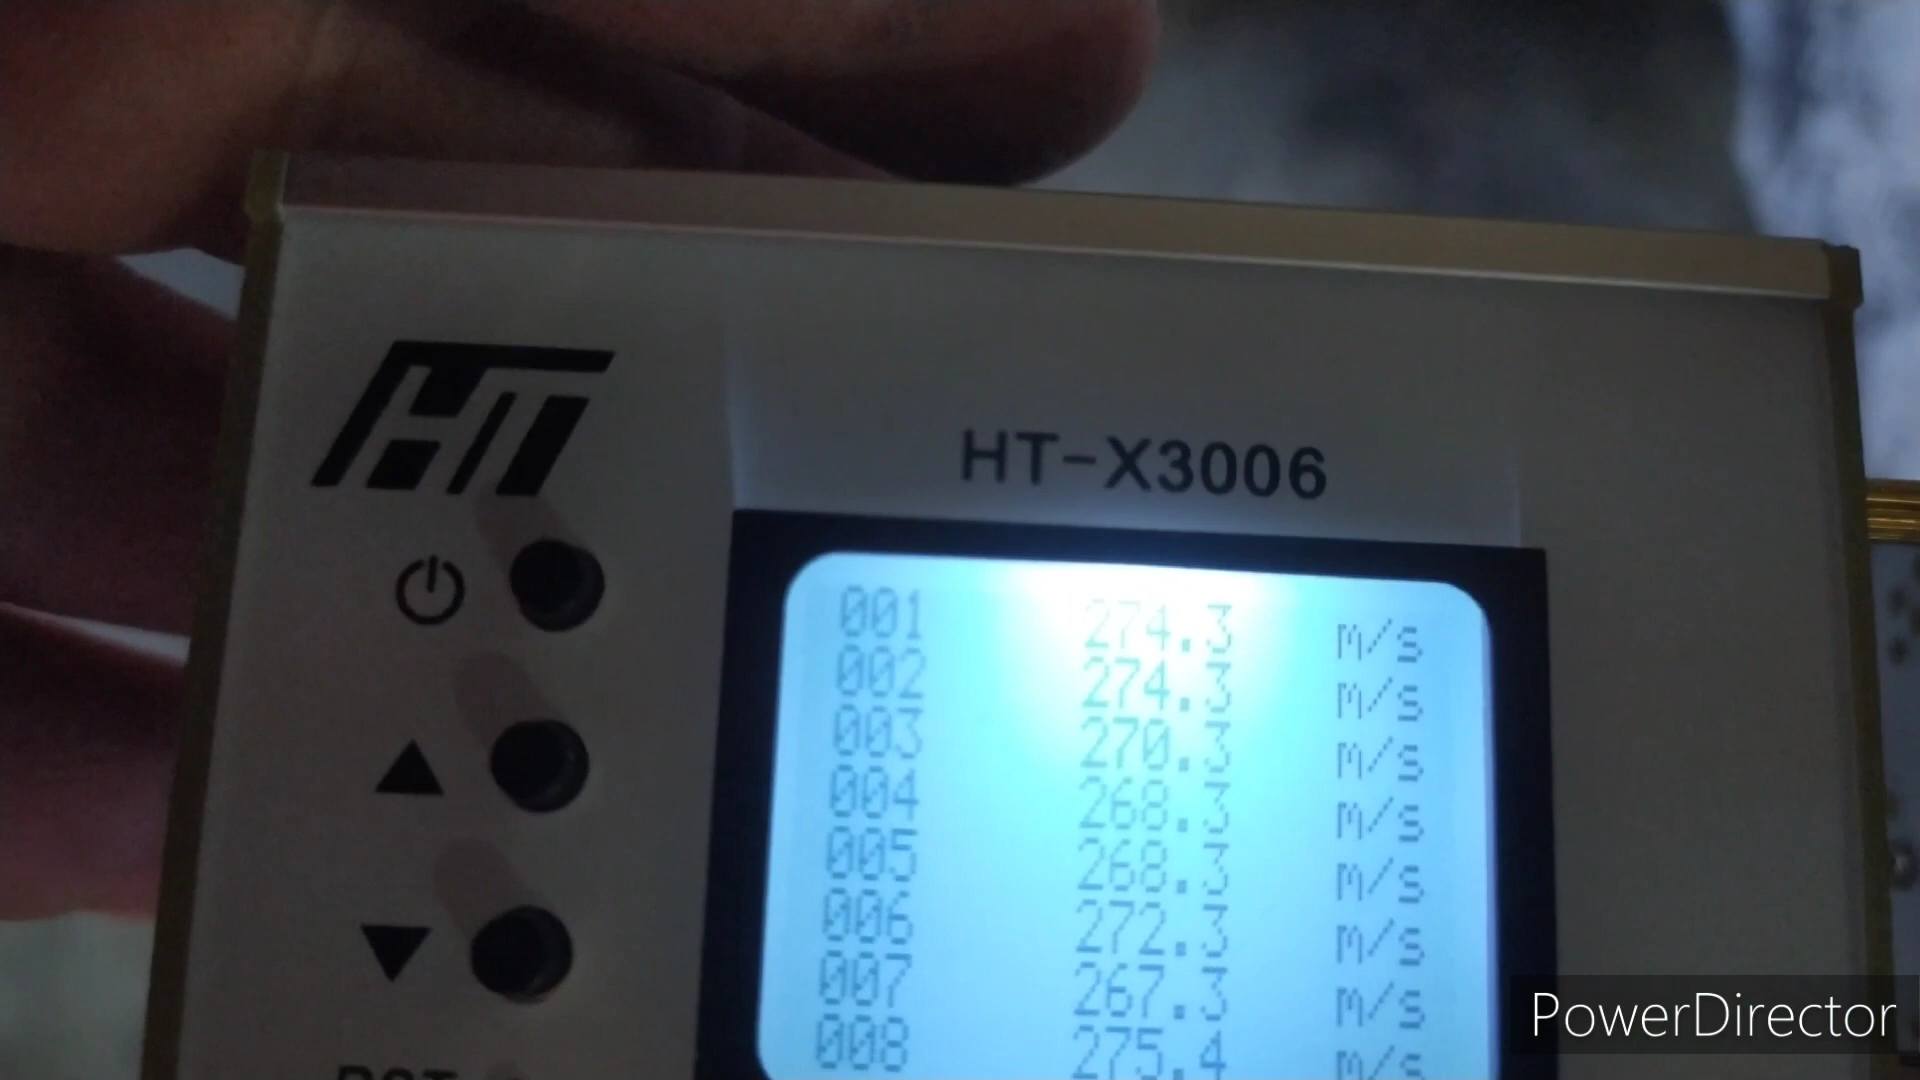 HT
HT-X3006
001 274.3 m/s
002 274.3 m/s
003 270.3 m/s
004 268.3 m/s
005 268.3 m/s
006 272.3 m/s
007 267.3 m/s
008 275.4 m/s
PowerDirector